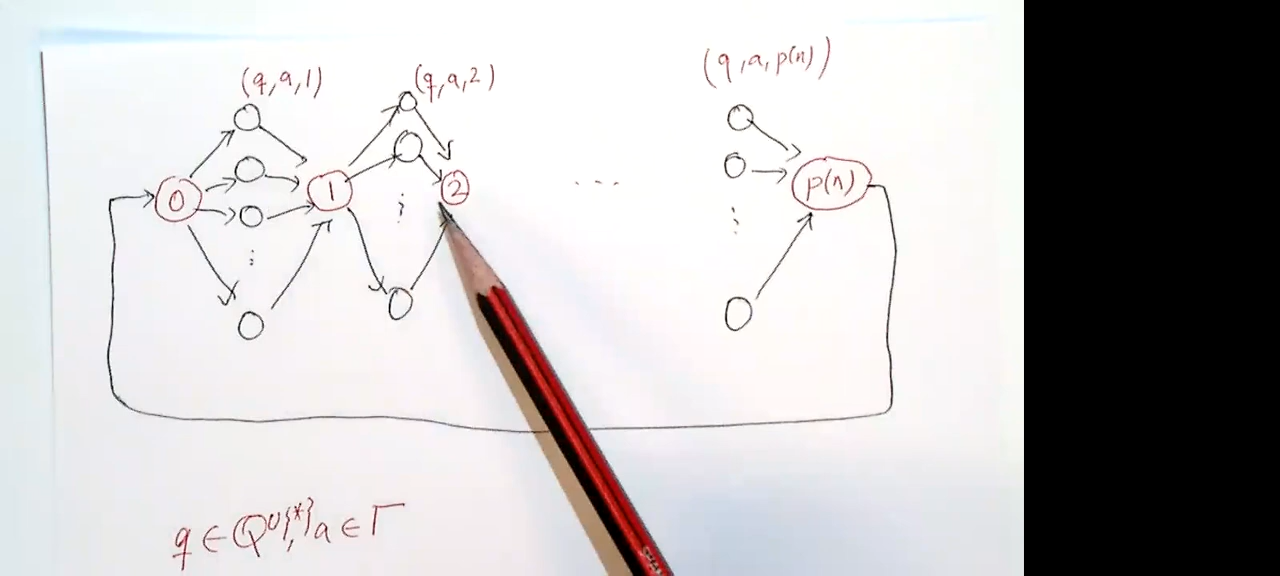 (q,a,1)
(q,a,2)
(q,a,p(n))
0
1
2
...
p(n)
q ∈ Q∪{*}, a ∈ Γ